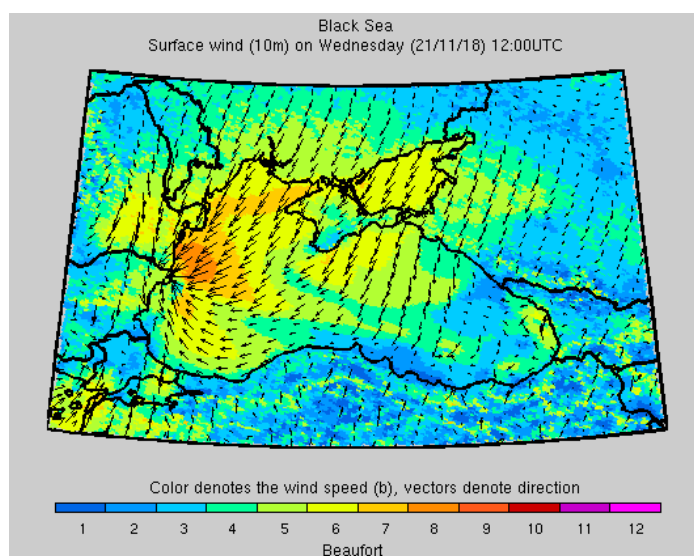 Black Sea
Surface wind (10m) on Wednesday (21/11/18) 12:00UTC
Color denotes the wind speed (b), vectors denote direction
1 2 3 4 5 6 7 8 9 10 11 12
Beaufort